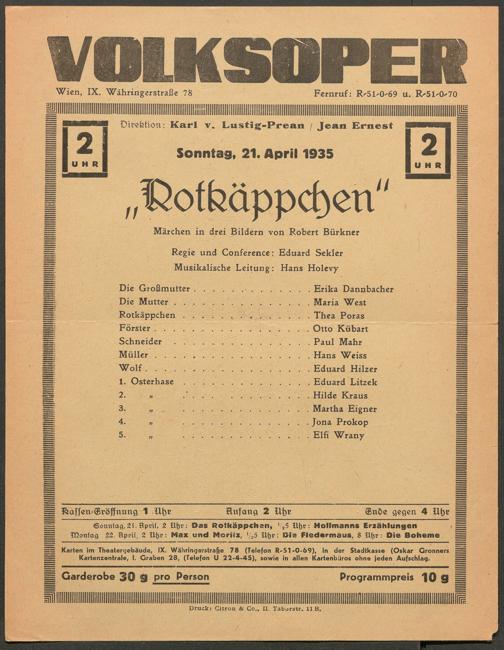 VOLKSOPER
Wien, IX. Währingerstraße 78 Fernruf: R-51-0-69 u. R-51-0-70
2 UHR
Direktion: Karl v. Lustig-Prean / Jean Ernest
2 UHR
Sonntag, 21. April 1935
„Rotkäppchen“
Märchen in drei Bildern von Robert Bürkner
Regie und Conference: Eduard Sekler
Musikalische Leitung: Hans Holevy
Die Großmutter . . . . . . . . . . . . Erika Dannbacher
Die Mutter . . . . . . . . . . . . . . Maria West
Rotkäppchen . . . . . . . . . . . . . Thea Poras
Förster . . . . . . . . . . . . . . . . Otto Kübart
Schneider . . . . . . . . . . . . . . Paul Mahr
Müller . . . . . . . . . . . . . . . . Hans Weiss
Wolf . . . . . . . . . . . . . . . . . Eduard Hilzer
1. Osterhase . . . . . . . . . . . . . Eduard Litzek
2. „ . . . . . . . . . . . . . Hilde Kraus
3. „ . . . . . . . . . . . . . Martha Eigner
4. „ . . . . . . . . . . . . . Jona Prokop
5. „ . . . . . . . . . . . . . Elfi Wrany
Kassen-Eröffnung 1 Uhr Anfang 2 Uhr Ende gegen 4 Uhr
Sonntag, 21. April, 2 Uhr: Das Rotkäppchen, ½5 Uhr: Hoffmanns Erzählungen
Montag 22. April, 2 Uhr: Max und Moritz, ½5 Uhr: Die Fledermaus, 8 Uhr: Die Boheme
Karten im Theatergebäude, IX. Währingerstraße 78 (Telefon R-51-0-69), in der Stadtkasse (Oskar Gronners
Kartenzentrale, I. Graben 28, (Telefon U 22-4-45), sowie in allen Kartenbüros ohne jeden Aufschlag.
Garderobe 30 g pro Person Programmpreis 10 g
Druck: Citron & Co., II. Taborstr. 11 B.